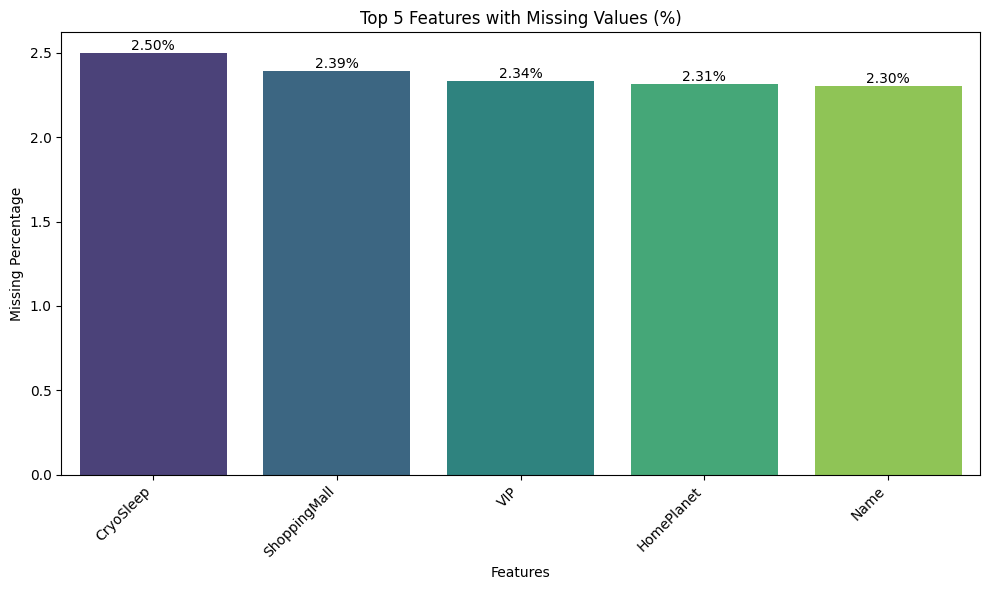 Top 5 Features with Missing Values (%)
2.50%
2.39%
2.34%
2.31%
2.30%
2.5
2.0
1.5
1.0
0.5
0.0
Missing Percentage
CryoSleep
ShoppingMall
VIP
HomePlanet
Name
Features